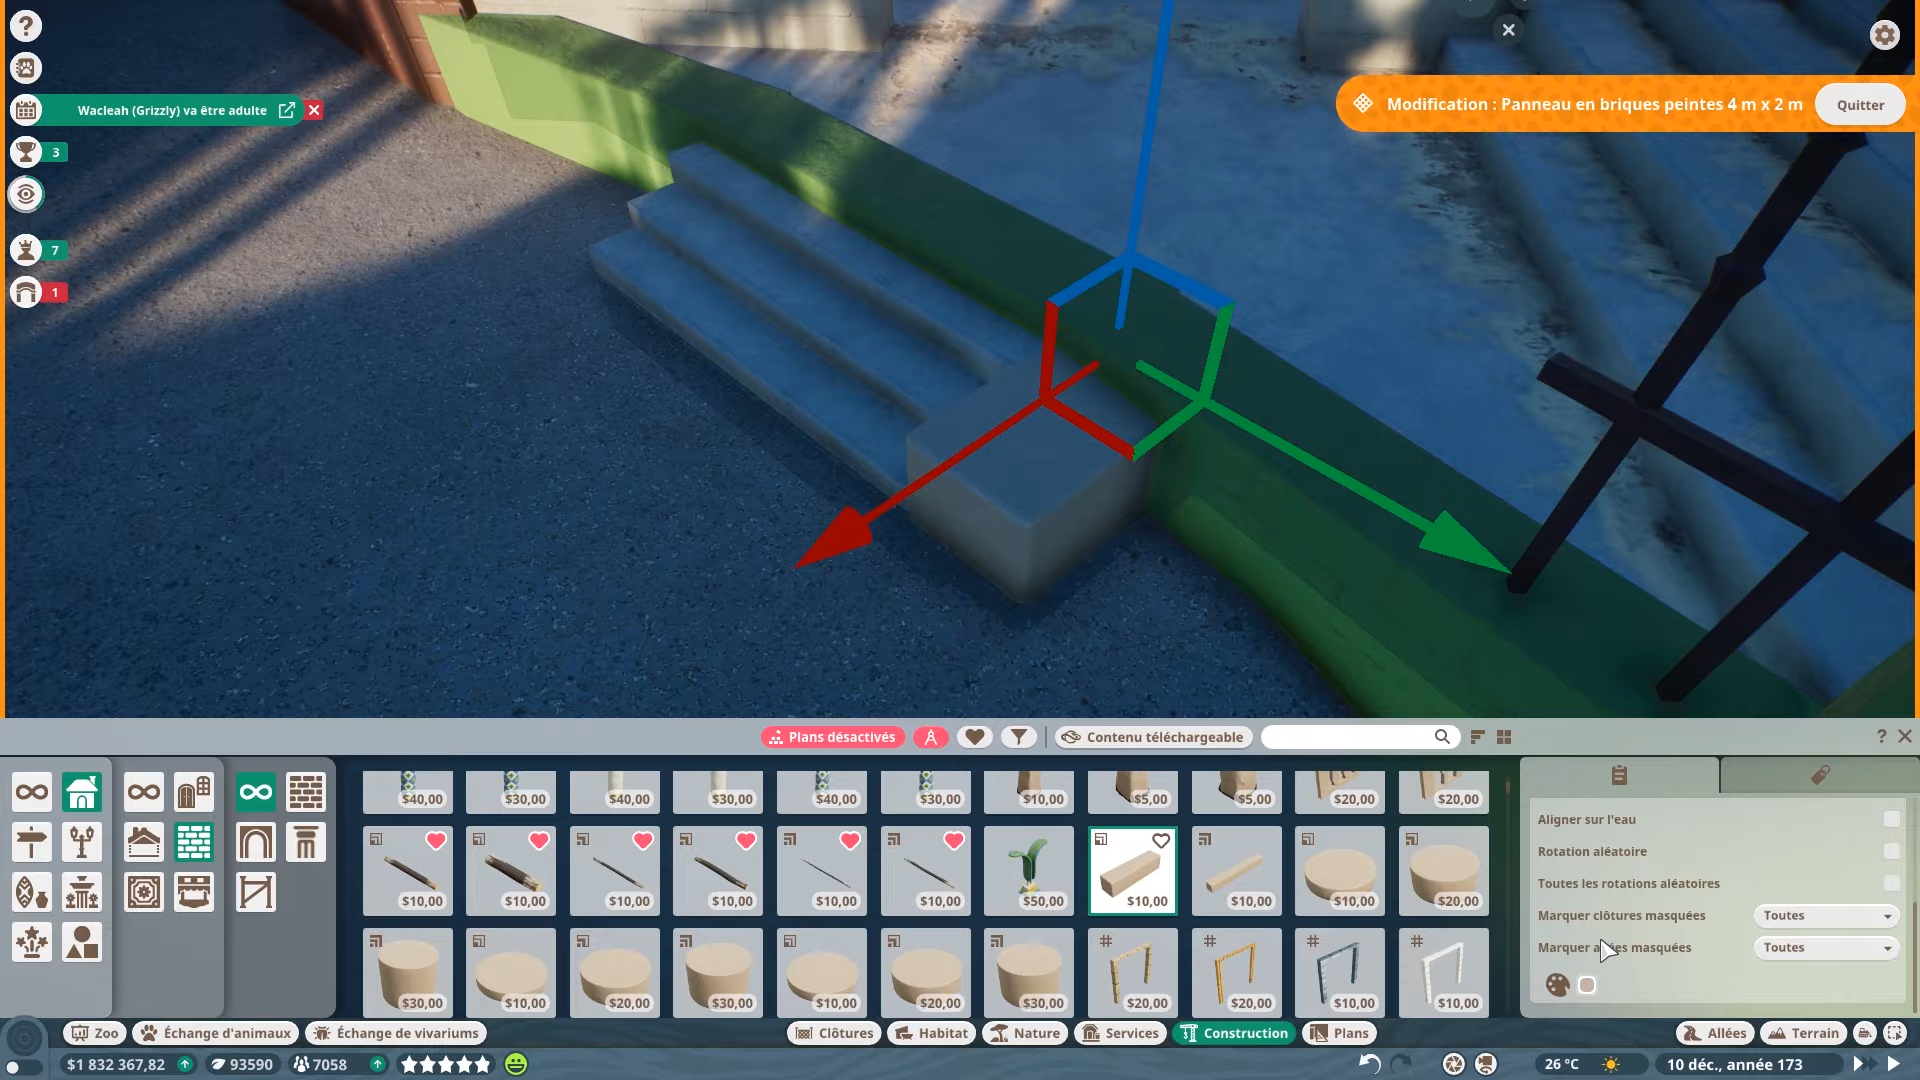 Wacleah (Grizzly) va être adulte
3
7
1
Modification : Panneau en briques peintes 4 m x 2 m
Quitter
Plans désactivés
Contenu téléchargeable
$40,00 $30,00 $40,00 $30,00 $40,00 $30,00 $10,00 $5,00 $5,00 $20,00 $20,00
$10,00 $10,00 $10,00 $10,00 $10,00 $10,00 $50,00 $10,00 $10,00 $10,00 $20,00
$30,00 $10,00 $20,00 $30,00 $10,00 $20,00 $30,00 $20,00 $20,00 $10,00 $10,00
Aligner sur l'eau
Rotation aléatoire
Toutes les rotations aléatoires
Marquer clôtures masquées Toutes
Marquer masquées Toutes
Zoo Échange d'animaux Échange de vivariums Clôtures Habitat Nature Services Construction Plans Allées Terrain
$1 832 367,82 93590 7058 26 °C 10 déc., année 173